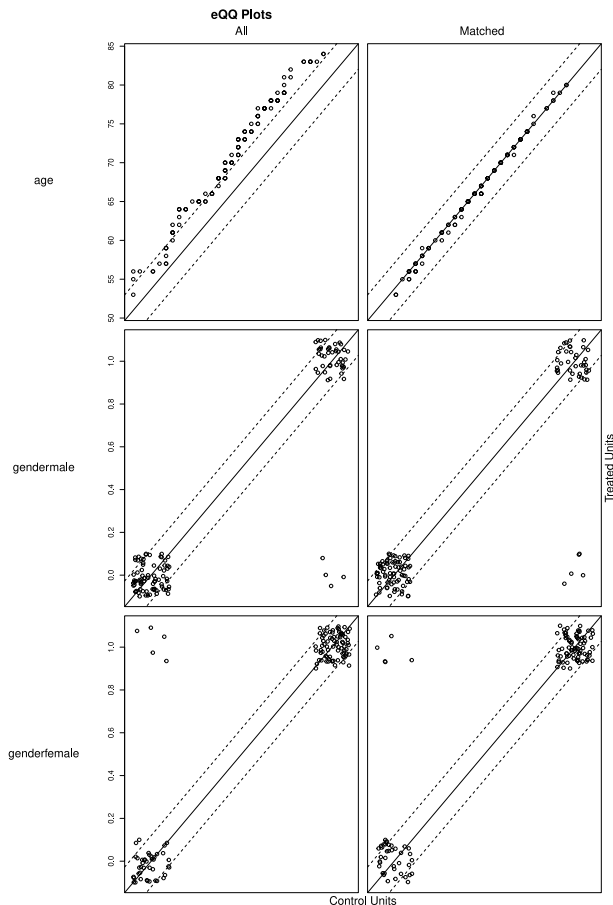 eQQ Plots
All
Matched
age
85
80
75
70
65
60
55
50
gendermale
1.0
0.8
0.6
0.4
0.2
0.0
Treated Units
genderfemale
1.0
0.8
0.6
0.4
0.2
0.0
Control Units